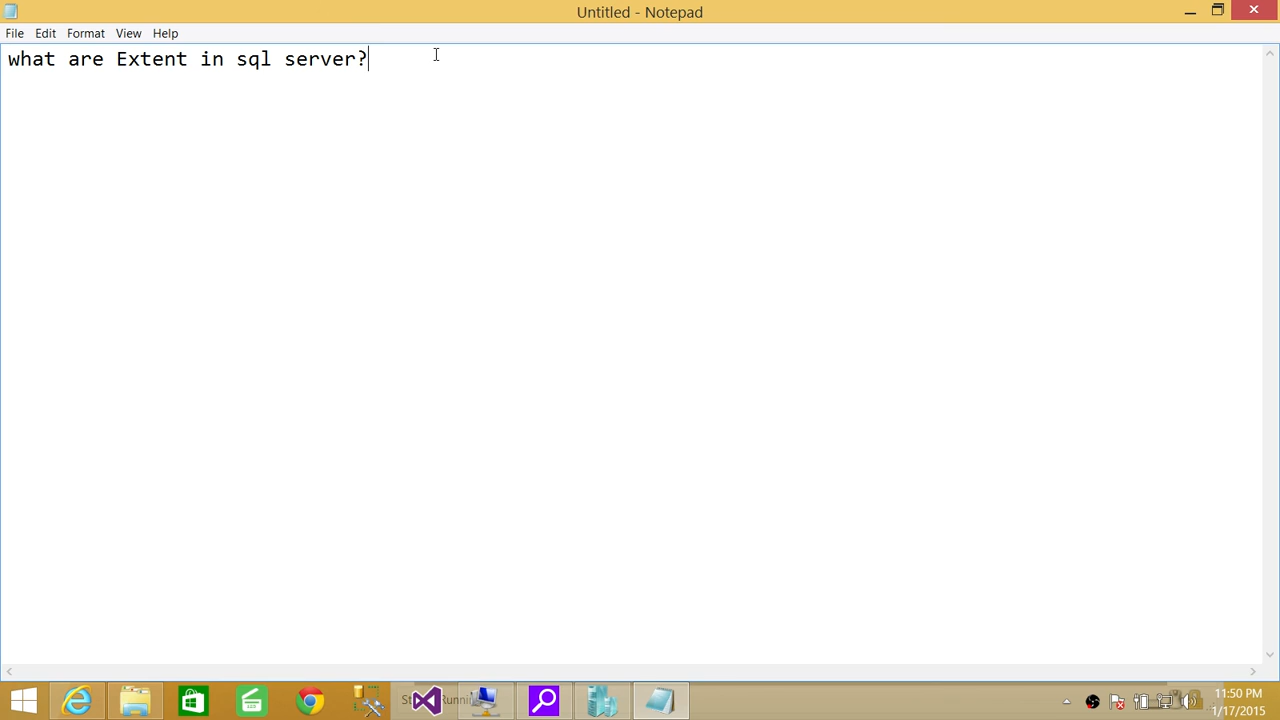 Untitled - Notepad
File Edit Format View Help
what are Extent in sql server?
11:50 PM
1/17/2015